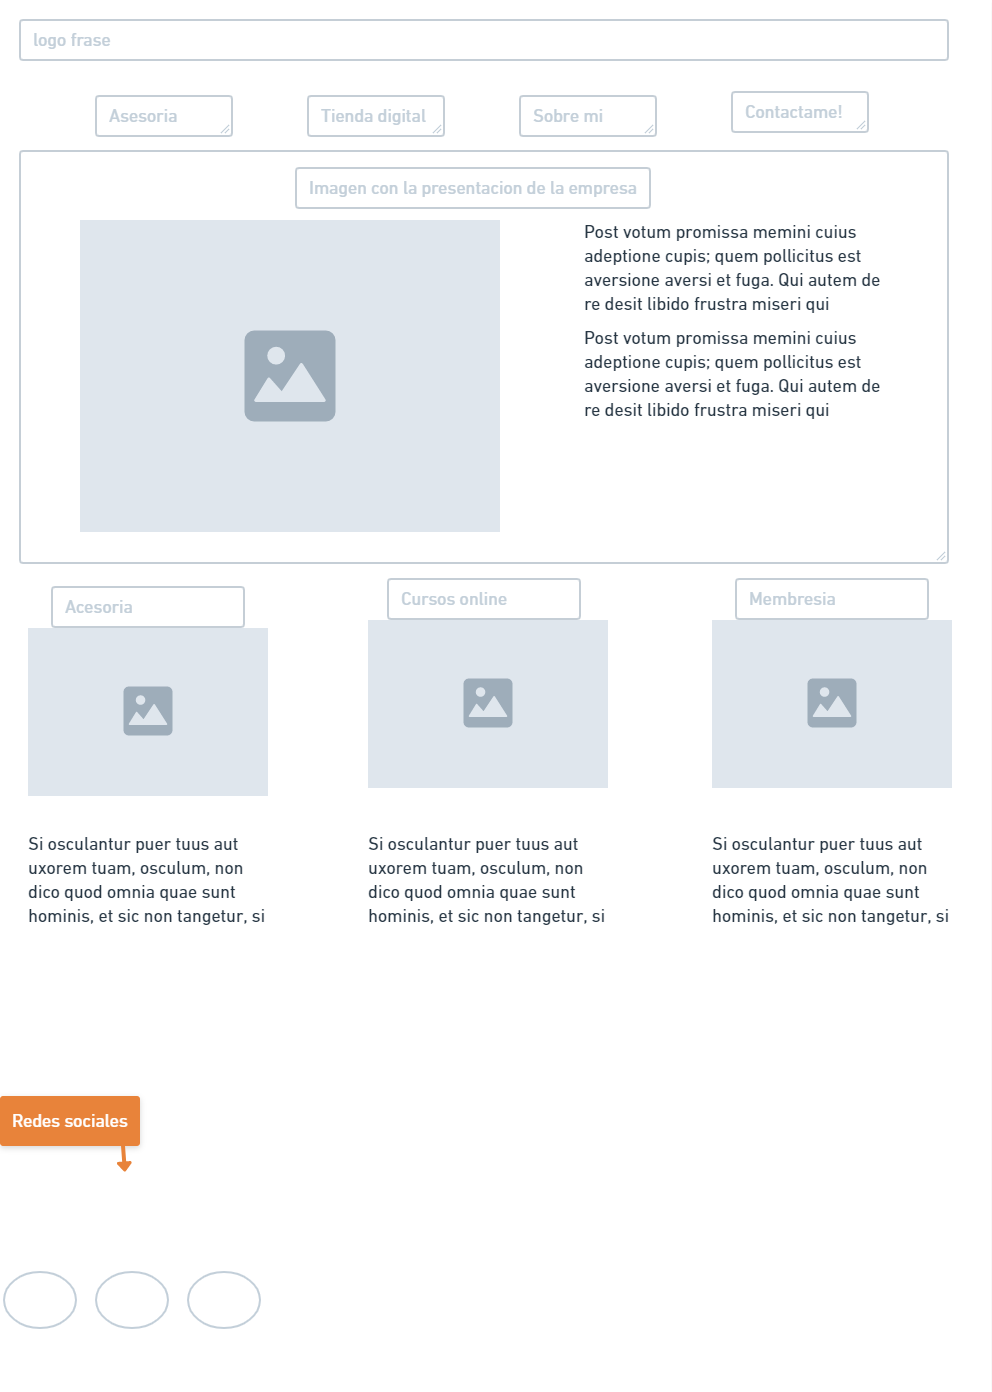 logo frase
Asesoria
Tienda digital
Sobre mi
Contactame!
Imagen con la presentacion de la empresa
Post votum promissa memini cuius
adeptione cupis; quem pollicitus est
aversione aversi et fuga. Qui autem de
re desit libido frustra miseri qui
Post votum promissa memini cuius
adeptione cupis; quem pollicitus est
aversione aversi et fuga. Qui autem de
re desit libido frustra miseri qui
Acesoria
Cursos online
Membresia
Si osculantur puer tuus aut
uxorem tuam, osculum, non
dico quod omnia quae sunt
hominis, et sic non tangetur, si
Si osculantur puer tuus aut
uxorem tuam, osculum, non
dico quod omnia quae sunt
hominis, et sic non tangetur, si
Si osculantur puer tuus aut
uxorem tuam, osculum, non
dico quod omnia quae sunt
hominis, et sic non tangetur, si
Redes sociales